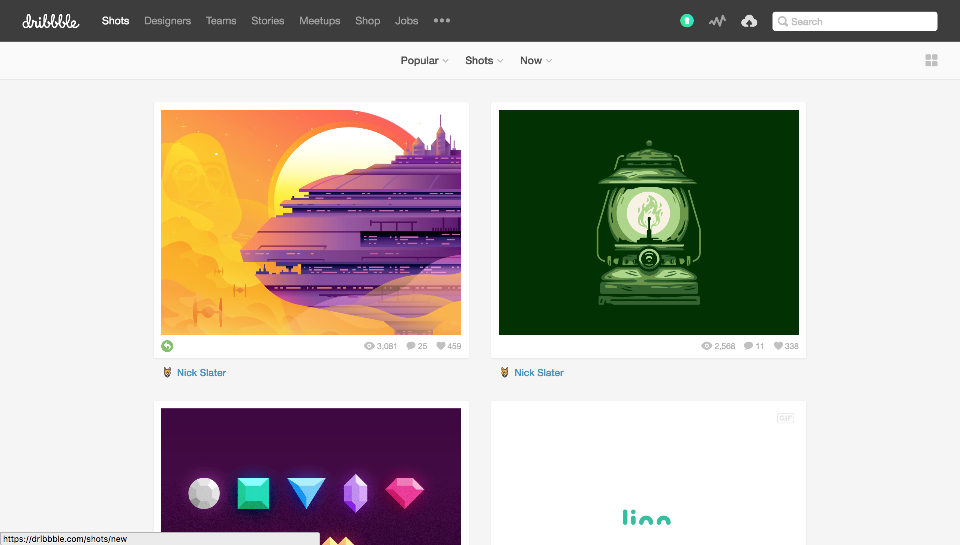 dribbble Shots Designers Teams Stories Meetups Shop Jobs ••• Search
Popular Shots Now
3,081 25 459
2,568 11 338
Nick Slater
Nick Slater
GIF
linn
https://dribbble.com/shots/new